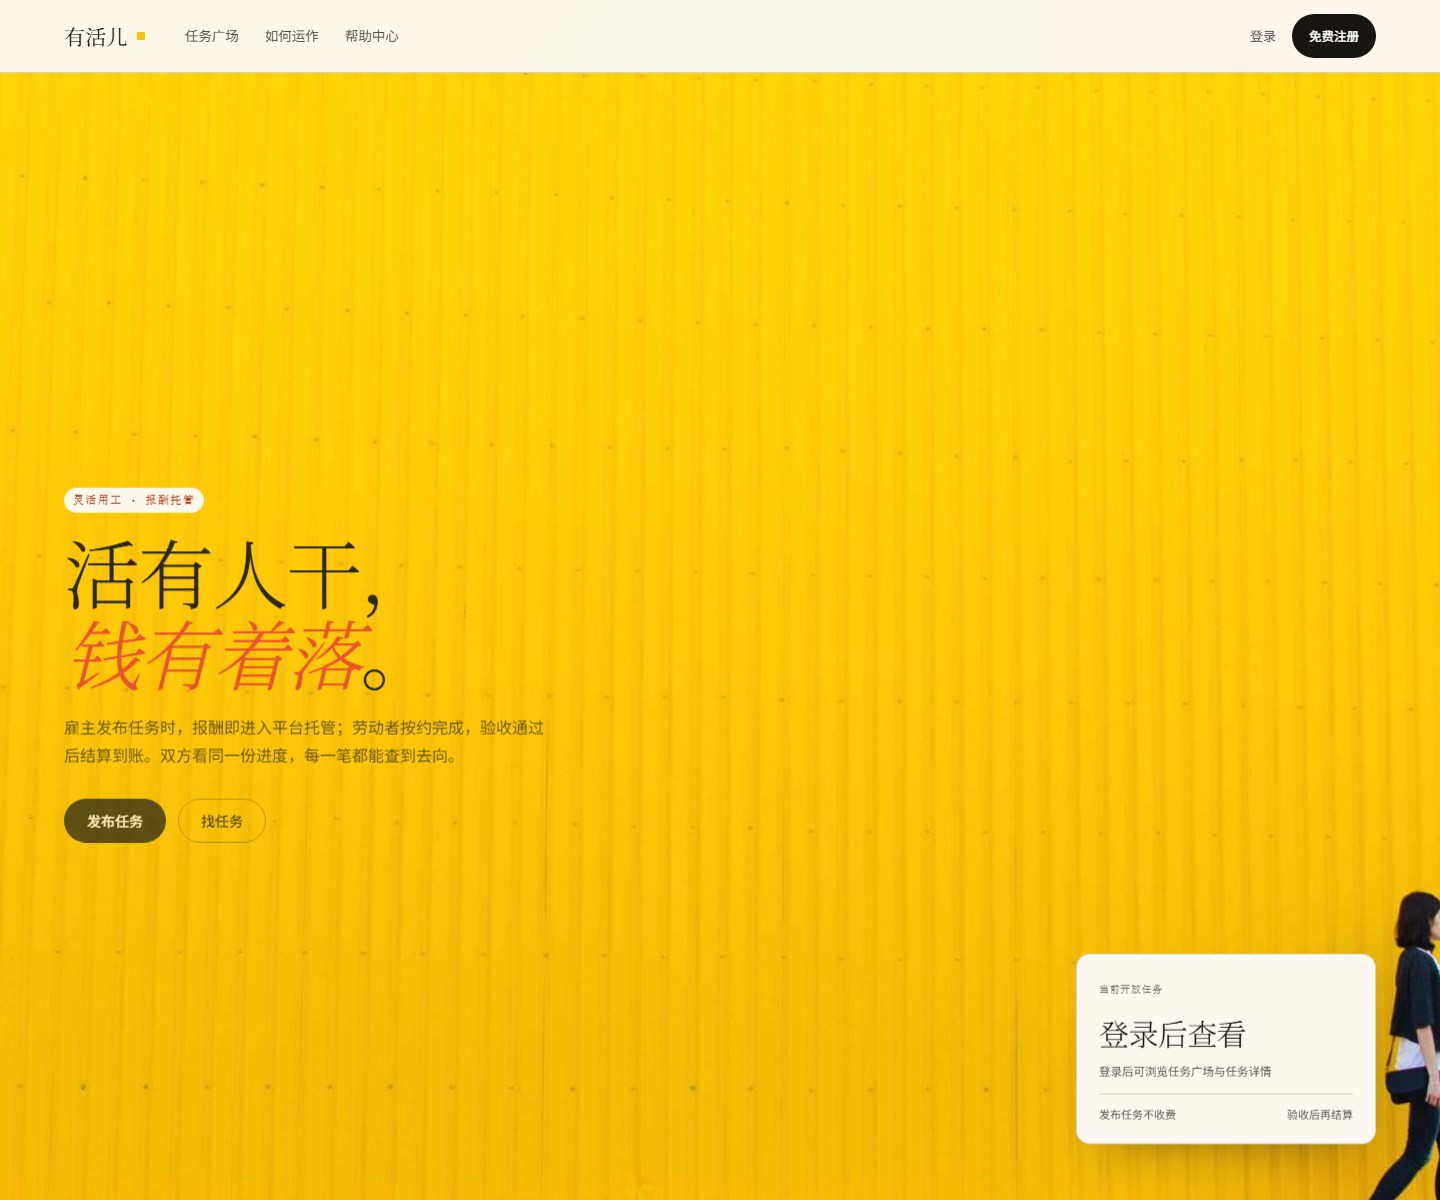 有活儿
任务广场
如何运作
帮助中心
登录
免费注册
灵活用工 · 报酬托管
活有人干，
钱有着落。
雇主发布任务时，报酬即进入平台托管；劳动者按约完成，验收通过
后结算到账。双方看同一份进度，每一笔都能查到去向。
发布任务
找任务
当前开放任务
登录后查看
登录后可浏览任务广场与任务详情
发布任务不收费
验收后再结算